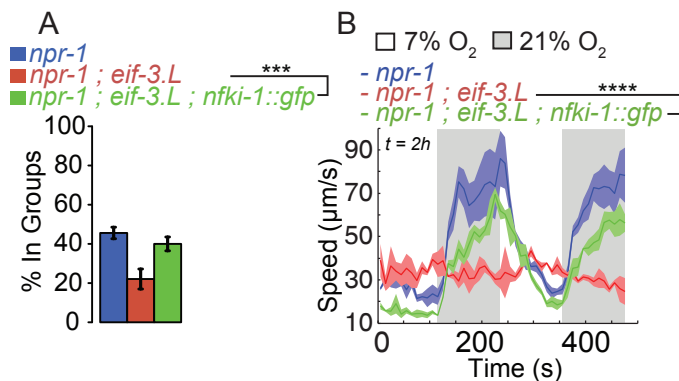 A
npr-1
npr-1 ; eif-3.L
***
npr-1 ; eif-3.L ; nfki-1::gfp
100
80
60
40
20
0
% In Groups
B
7% O₂ 21% O₂
- npr-1
- npr-1 ; eif-3.L
****
- npr-1 ; eif-3.L ; nfki-1::gfp
t = 2h
90
70
50
30
10
Speed (µm/s)
0 200 400
Time (s)